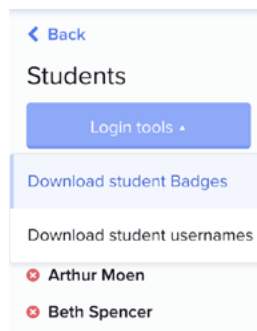 Back
Students
Login tools
Download student Badges
Download student usernames
Arthur Moen
Beth Spencer